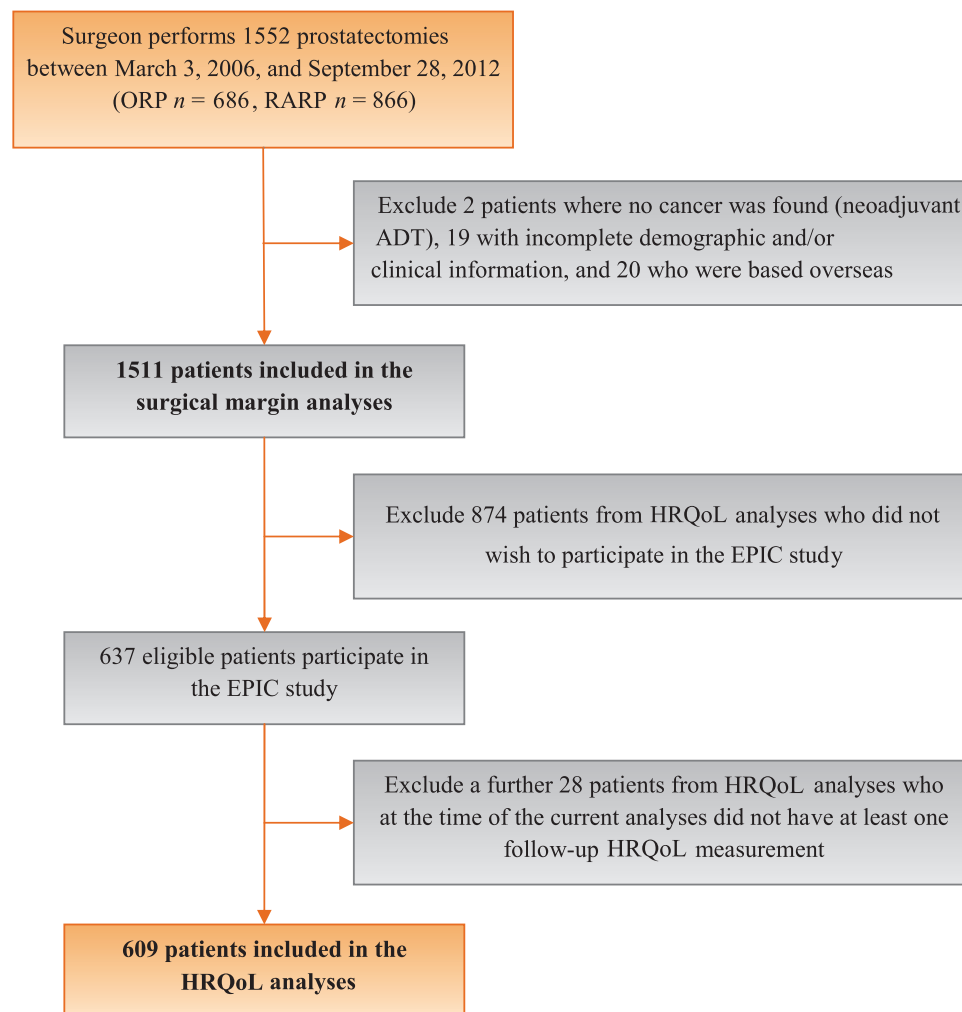 Surgeon performs 1552 prostatectomies
between March 3, 2006, and September 28, 2012
(ORP n = 686, RARP n = 866)
Exclude 2 patients where no cancer was found (neoadjuvant
ADT), 19 with incomplete demographic and/or
clinical information, and 20 who were based overseas
1511 patients included in the
surgical margin analyses
Exclude 874 patients from HRQoL analyses who did not
wish to participate in the EPIC study
637 eligible patients participate in
the EPIC study
Exclude a further 28 patients from HRQoL analyses who
at the time of the current analyses did not have at least one
follow-up HRQoL measurement
609 patients included in the
HRQoL analyses